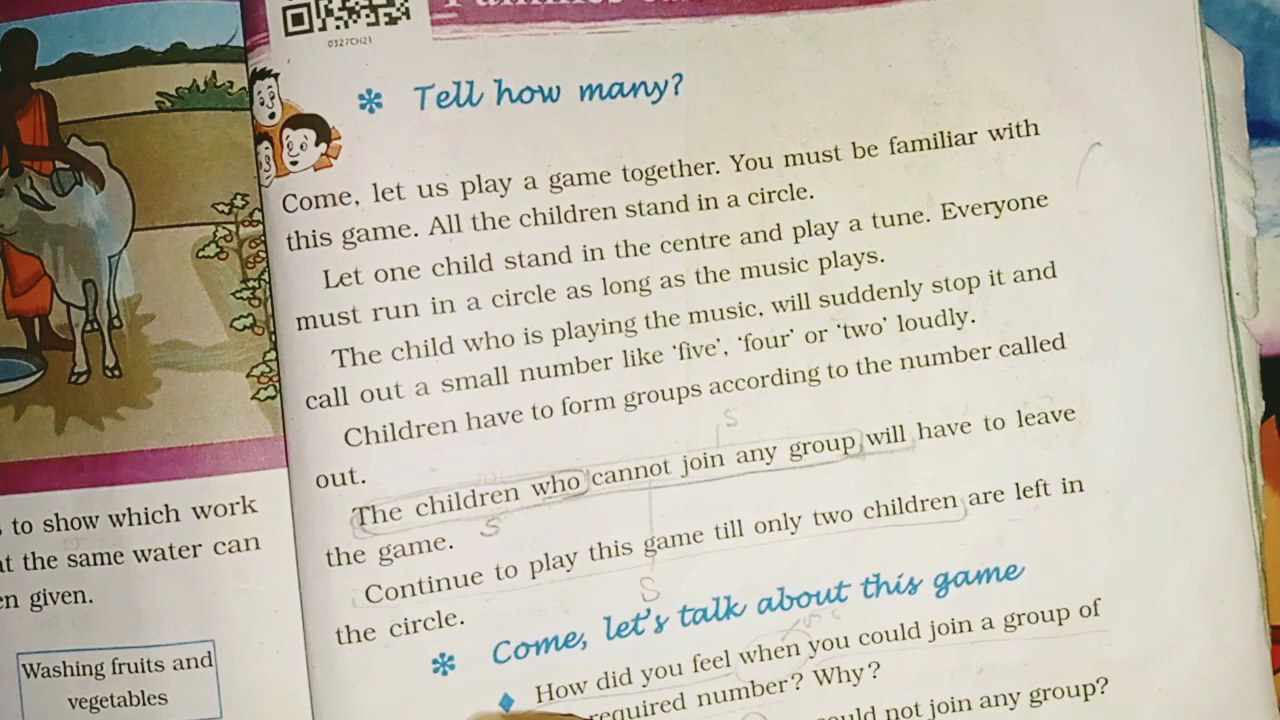 0327CH21
Tell how many?
Come, let us play a game together. You must be familiar with
this game. All the children stand in a circle.
Let one child stand in the centre and play a tune. Everyone
must run in a circle as long as the music plays.
The child who is playing the music, will suddenly stop it and
call out a small number like 'five', 'four' or 'two' loudly.
Children have to form groups according to the number called
out.
S
The children who cannot join any group will have to leave
S
the game.
Continue to play this game till only two children are left in
S
the circle.
Come, let's talk about this game
How did you feel when you could join a group of
required number? Why?
not join any group?
to show which work
the same water can
given.
Washing fruits and
vegetables